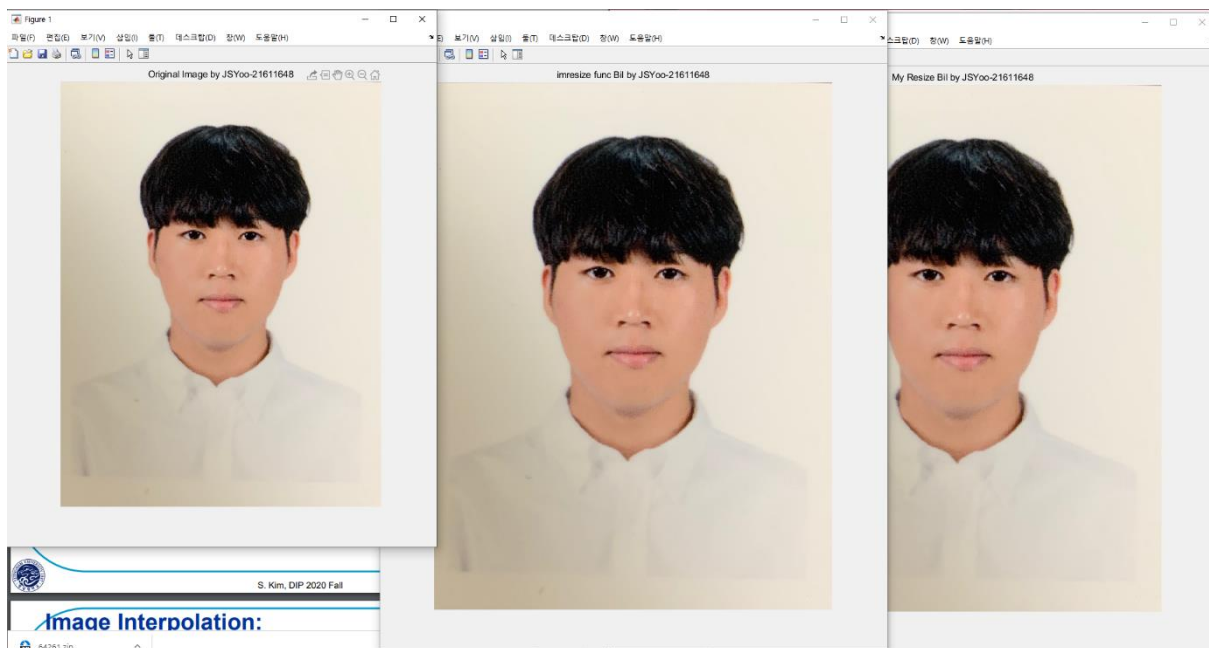 Figure 1
파일(F) 편집(E) 보기(V) 삽입(I) 툴(T) 데스크탑(D) 창(W) 도움말(H)
Original Image by JSYoo-21611648
E) 보기(V) 삽입(I) 툴(T) 데스크탑(D) 창(W) 도움말(H)
imresize func Bil by JSYoo-21611648
스크탑(D) 창(W) 도움말(H)
My Resize Bil by JSYoo-21611648
S. Kim, DIP 2020 Fall
Image Interpolation:
64261.zip